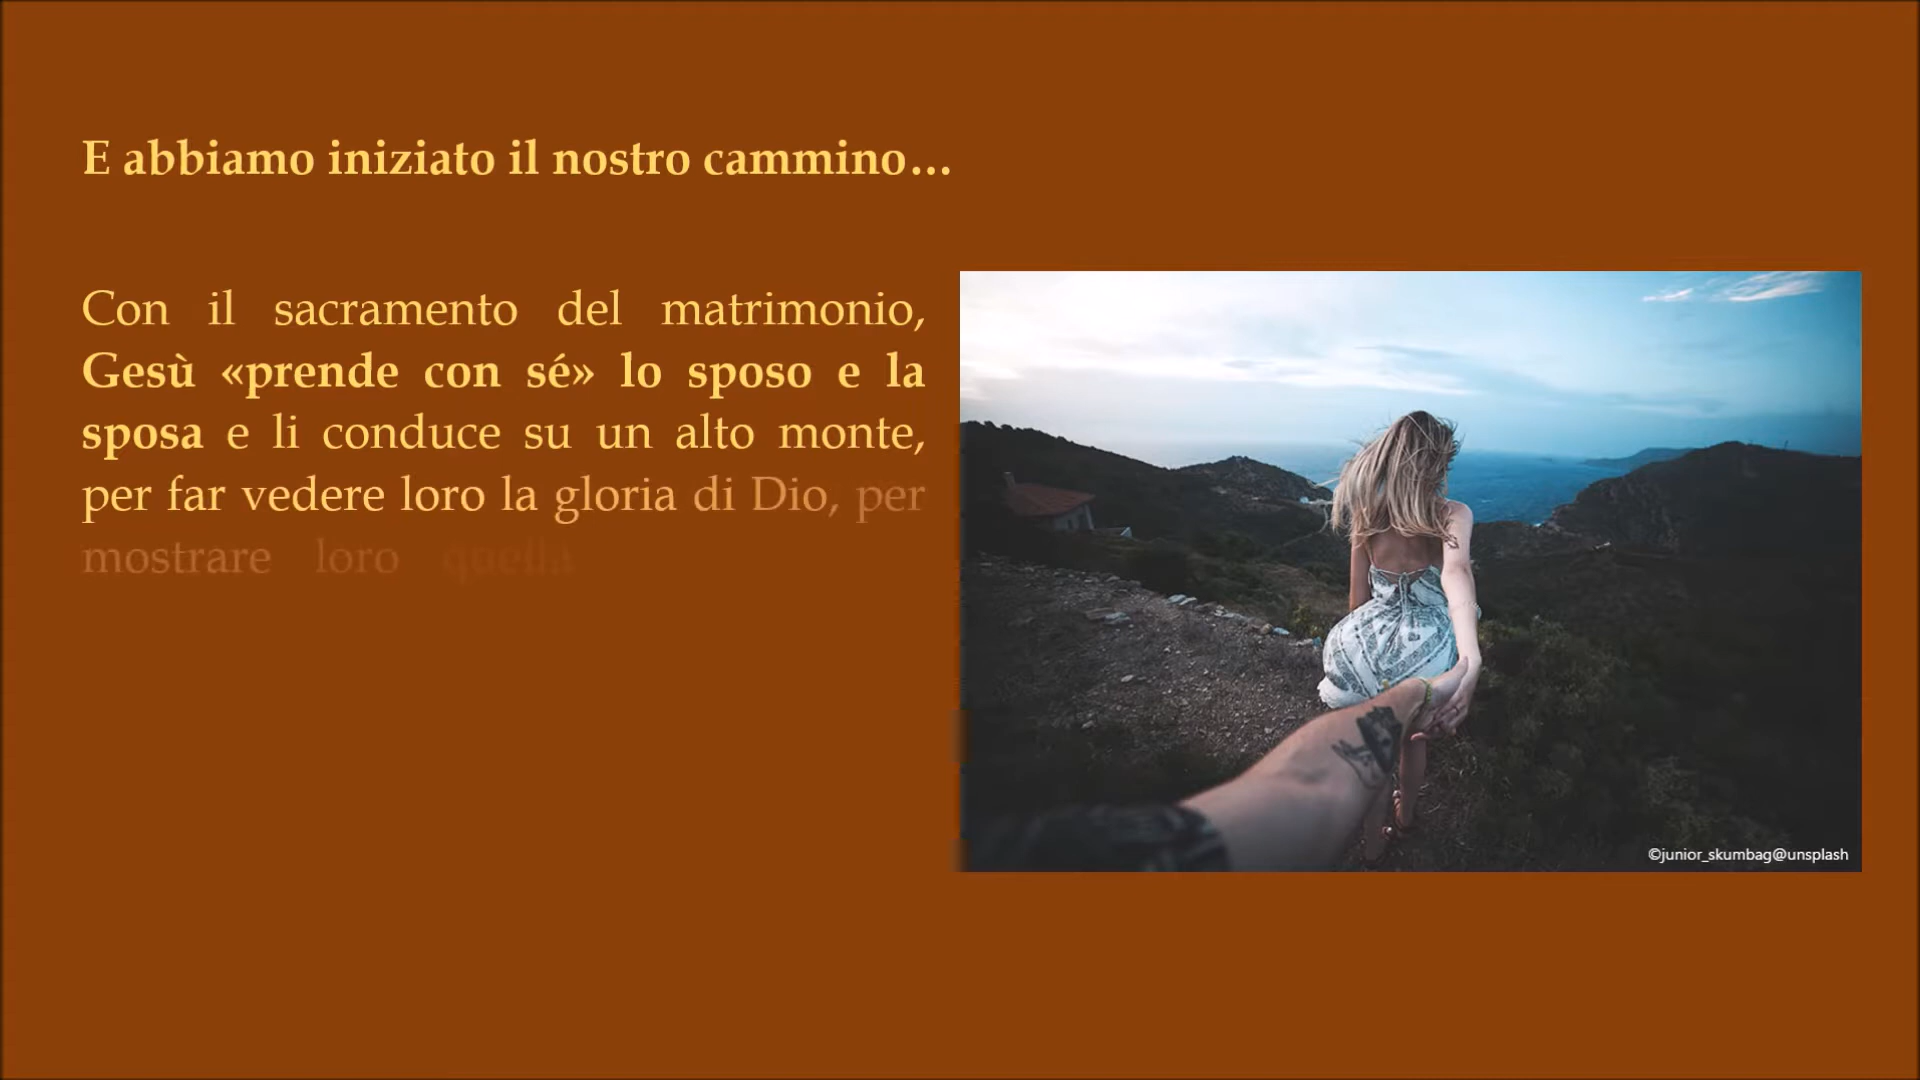 E abbiamo iniziato il nostro cammino…
Con il sacramento del matrimonio,
Gesù «prende con sé» lo sposo e la
sposa e li conduce su un alto monte,
per far vedere loro la gloria di Dio, per
mostrare loro quella
©junior_skumbag@unsplash